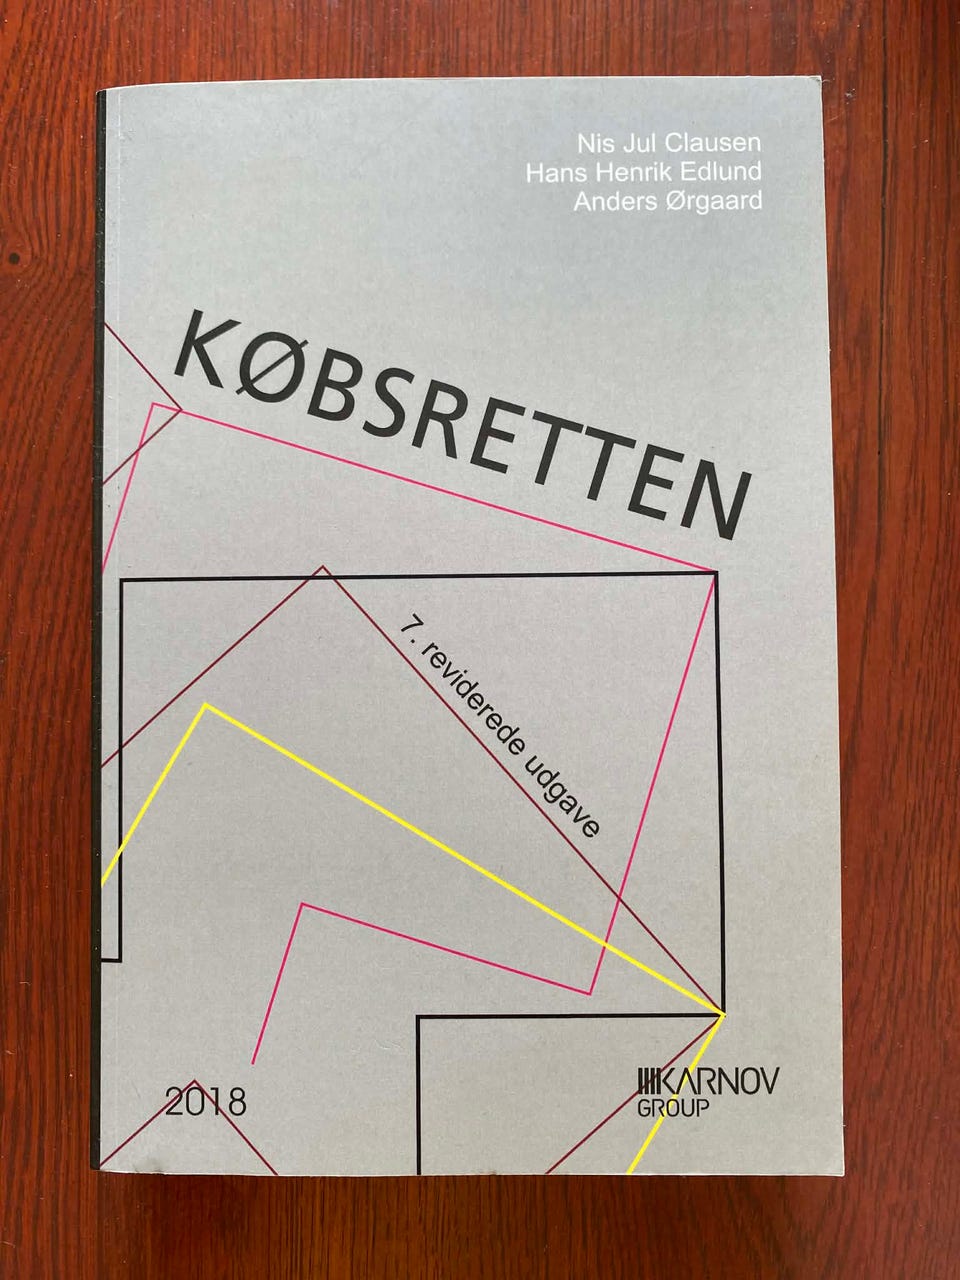 Nis Jul Clausen
Hans Henrik Edlund
Anders Ørgaard
KØBSRETTEN
7. reviderede udgave
2018
KARNOV
GROUP